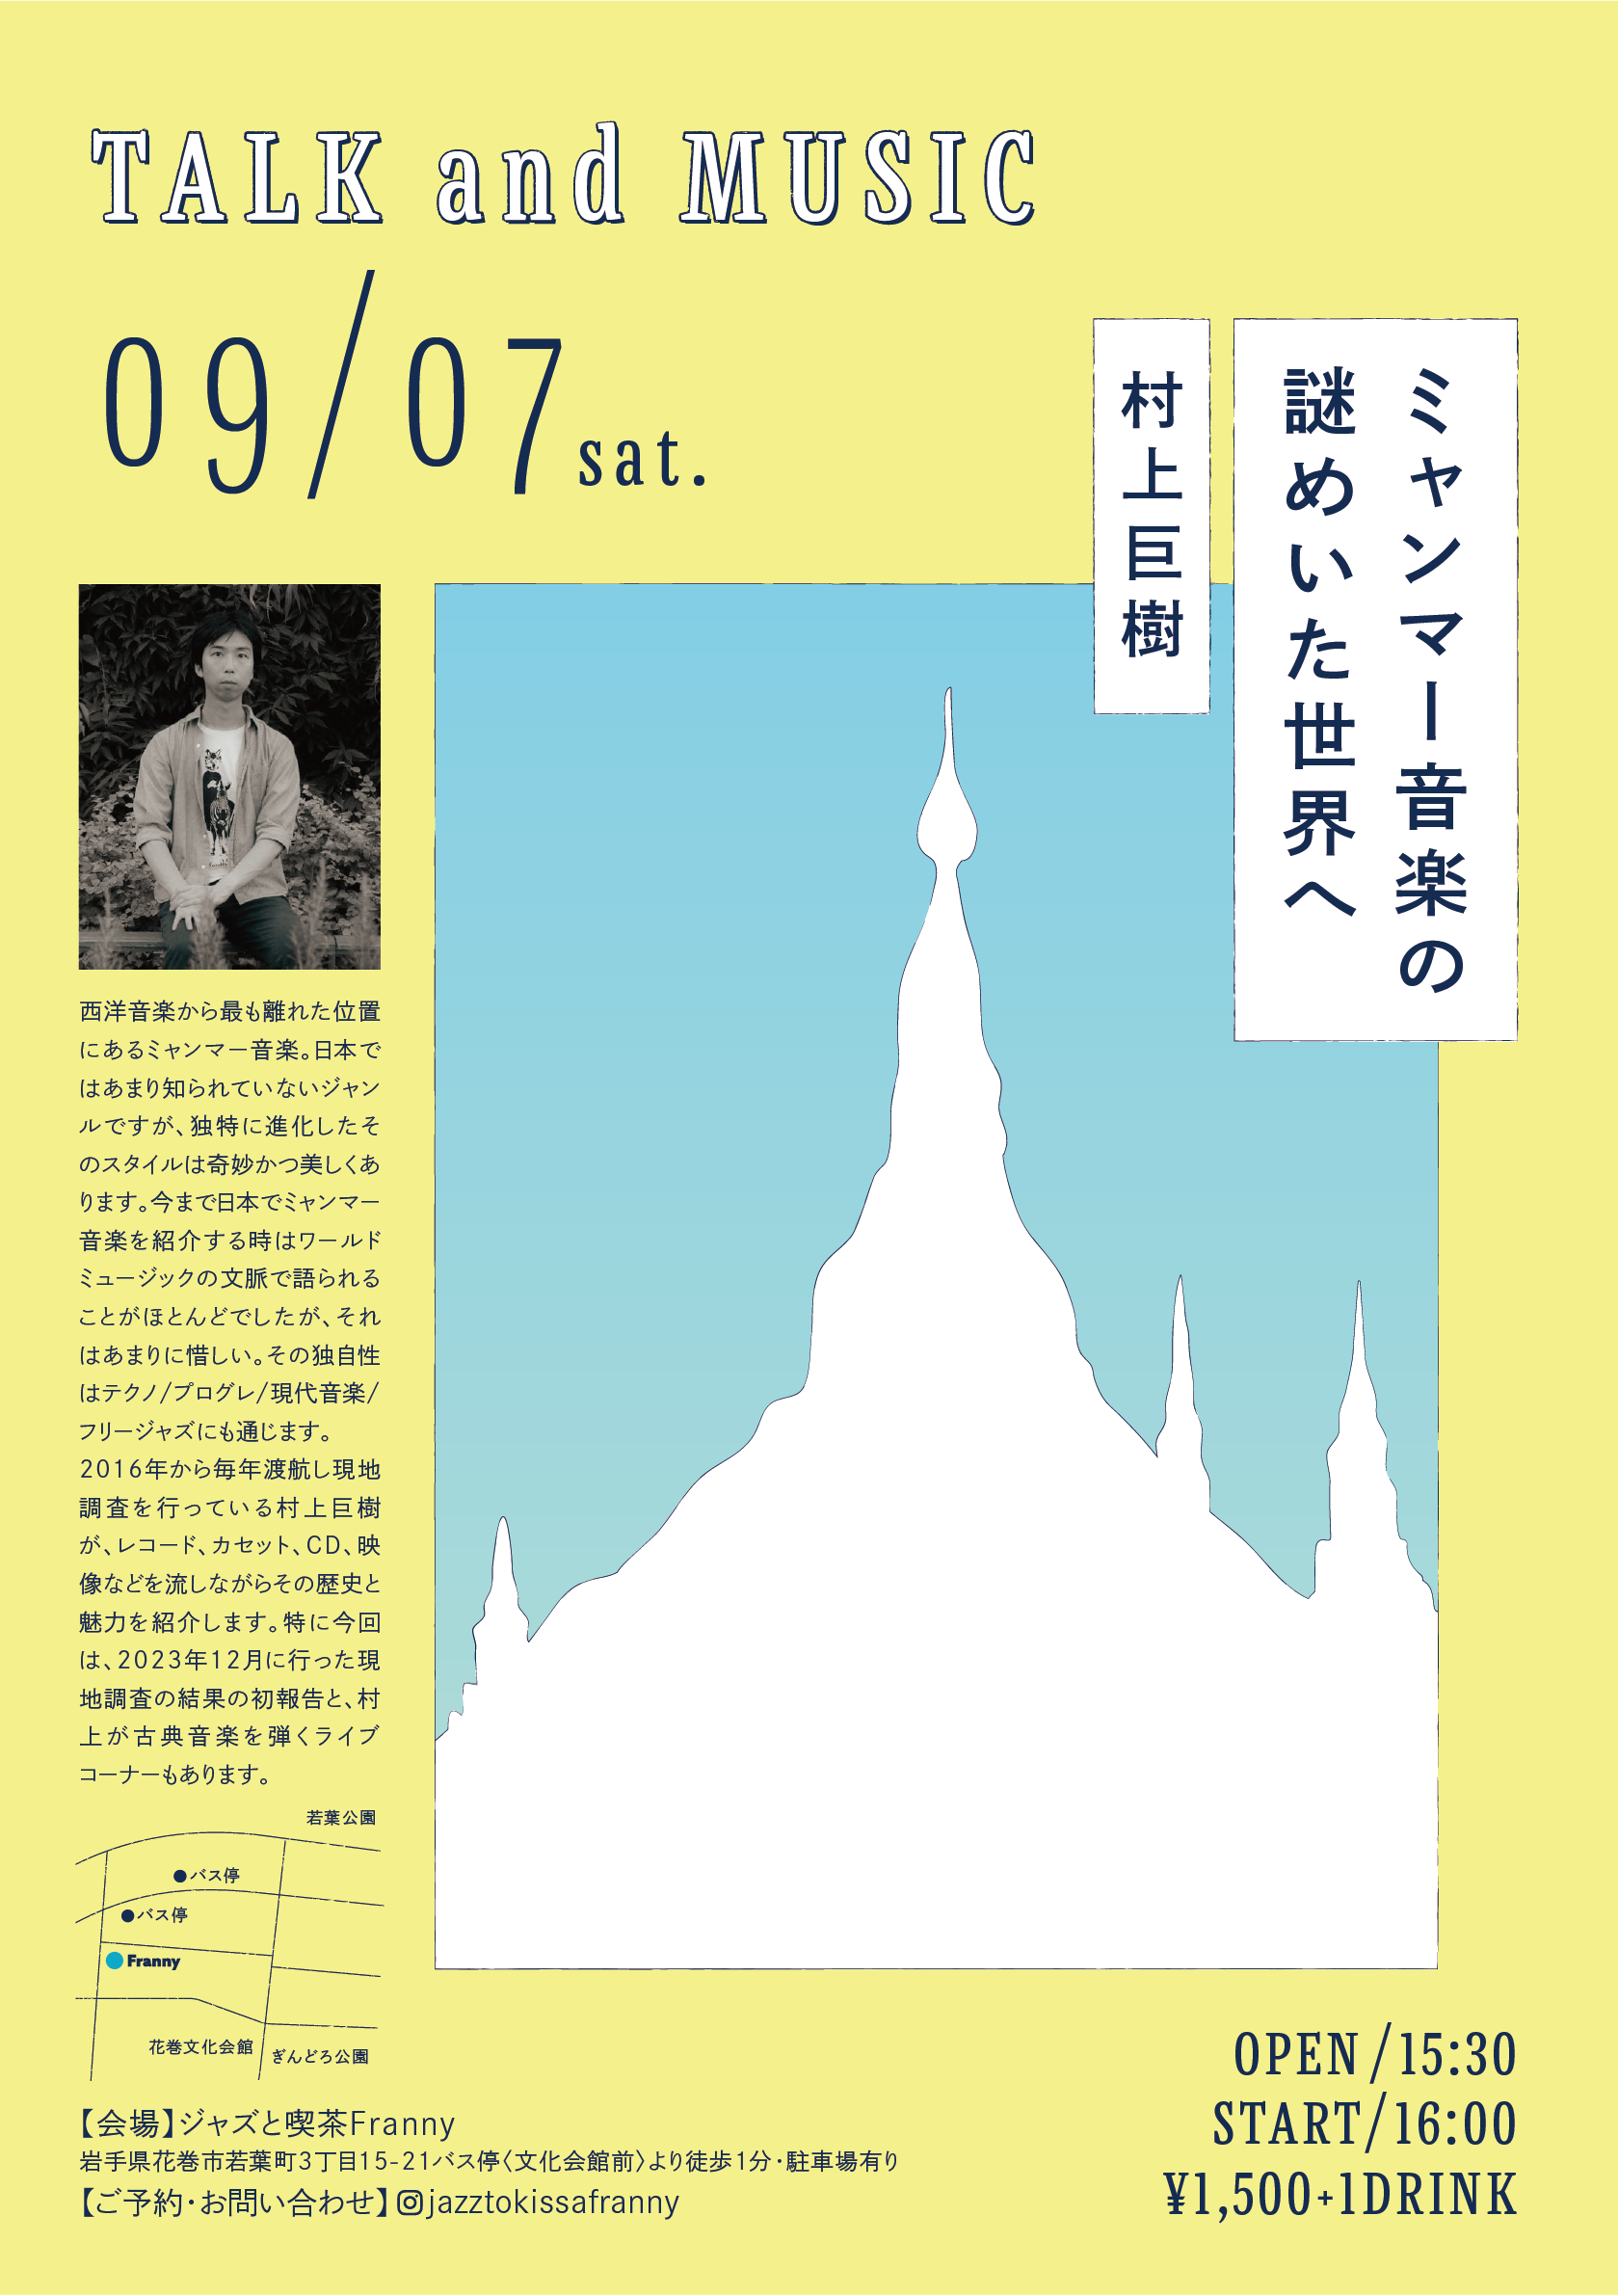 TALK and MUSIC
09/07sat.
ミャンマー音楽の
謎めいた世界へ
村上巨樹
西洋音楽から最も離れた位置
にあるミャンマー音楽。日本で
はあまり知られていないジャン
ルですが、独特に進化したそ
のスタイルは奇妙かつ美しくあ
ります。今まで日本でミャンマー
音楽を紹介する時はワールド
ミュージックの文脈で語られる
ことがほとんどでしたが、それ
はあまりに惜しい。その独自性
はテクノ/プログレ/現代音楽/
フリージャズにも通じます。
2016年から毎年渡航し現地
調査を行っている村上巨樹
が、レコード、カセット、CD、映
像などを流しながらその歴史と
魅力を紹介します。特に今回
は、2023年12月に行った現
地調査の結果の初報告と、村
上が古典音楽を弾くライブ
コーナーもあります。
若葉公園
●バス停
●バス停
Franny
花巻文化会館
ぎんどろ公園
【会場】ジャズと喫茶Franny
岩手県花巻市若葉町3丁目15-21バス停〈文化会館前〉より徒歩1分・駐車場有り
【ご予約・お問い合わせ】jazztokissafranny
OPEN/15:30
START/16:00
¥1,500+1DRINK